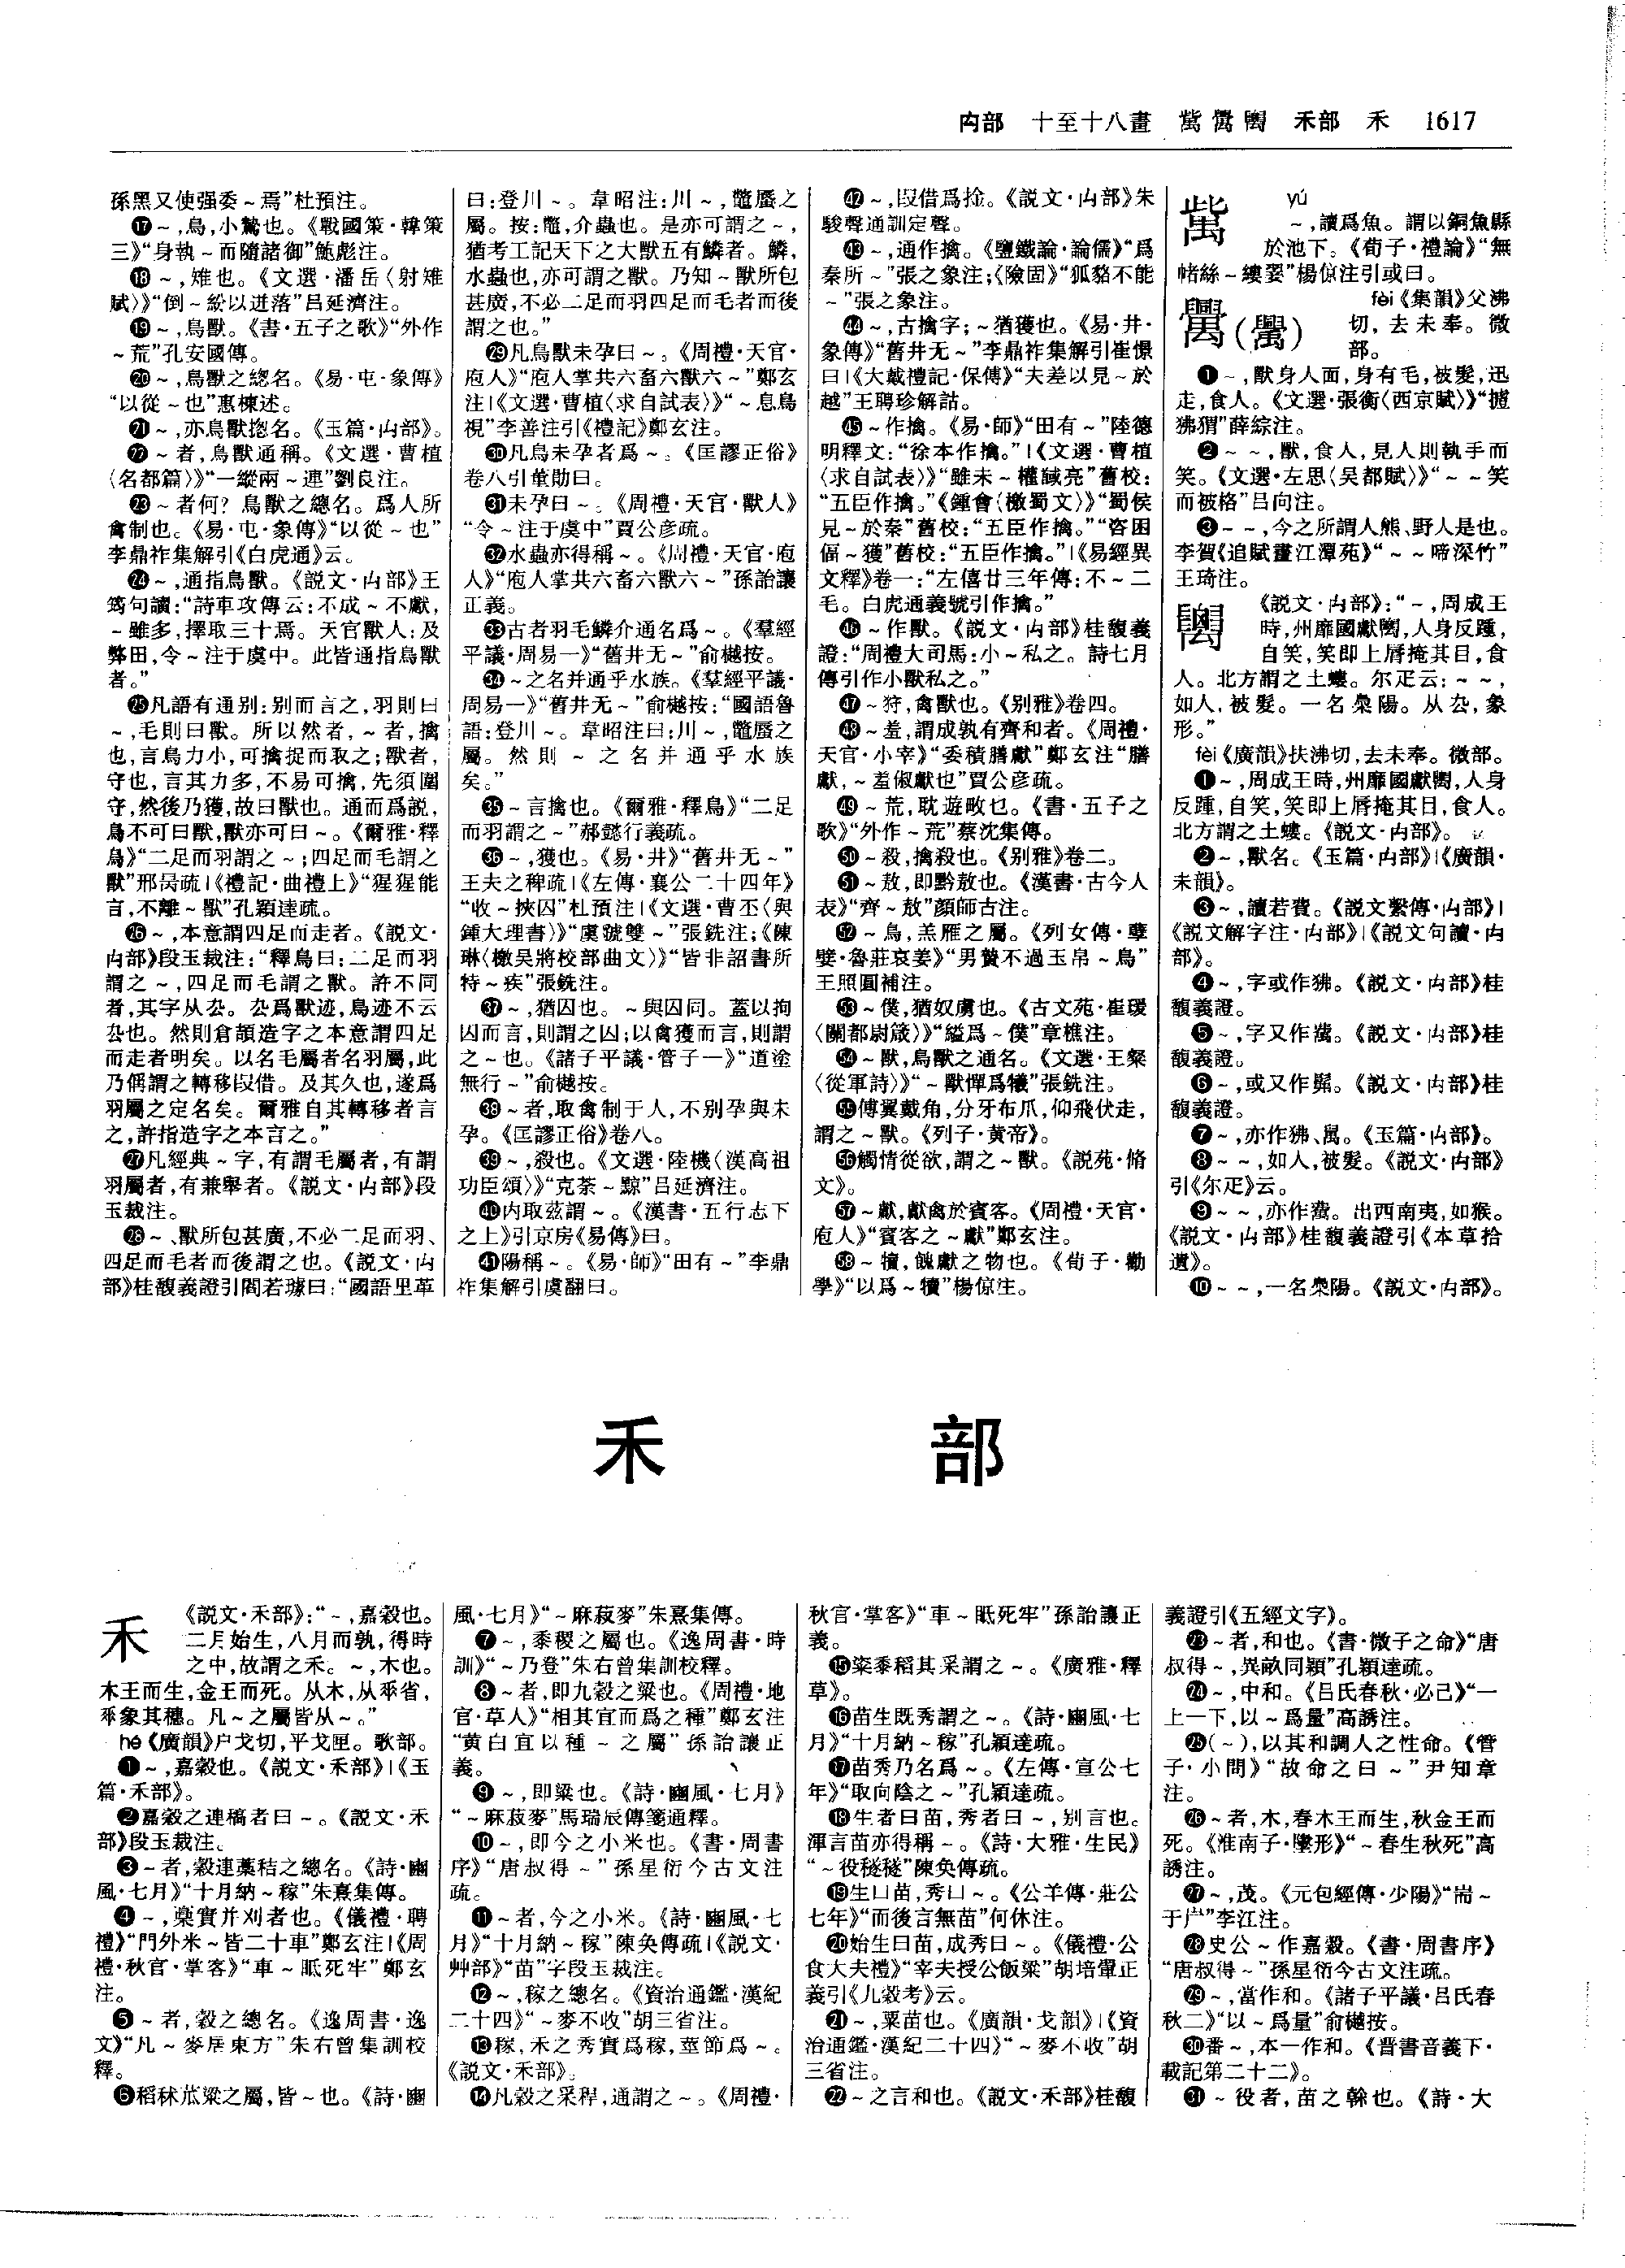 禸部　十至十八畫　禾部　禾　1617
孫黑又使强委～焉”杜預注。
⓱～,鳥,小鷙也。《戰國策·韓策
三》“身執～而隨諸御”鮑彪注。
⓲～,雉也。《文選·潘岳〈射雉
賦〉》“倒～紛以迸落”吕延濟注。
⓳～,鳥獸。《書·五子之歌》“外作
～荒”孔安國傳。
⓴～,鳥獸之總名。《易·屯·象傳》
“以從～也”惠棟述。
㉑～,亦鳥獸揔名。《玉篇·禸部》。
㉒～者,鳥獸通稱。《文選·曹植
〈名都篇〉》“一縱兩～連”劉良注。
㉓～者何?鳥獸之總名。爲人所
禽制也。《易·屯·象傳》“以從～也”
李鼎祚集解引《白虎通》云。
㉔～,通指鳥獸。《説文·禸部》王
筠句讀:“詩車攻傳云:不成～不獻,
～雖多,擇取三十焉。天官獸人:及
弊田,令～注于虞中。此皆通指鳥獸
者。”
㉕凡語有通别:别而言之,羽則曰
～,毛則曰獸。所以然者,～者,擒
也,言鳥力小,可擒捉而取之;獸者,
守也,言其力多,不易可擒,先須圍
守,然後乃獲,故曰獸也。通而爲説,
鳥不可曰獸,獸亦可曰～。《爾雅·釋
鳥》“二足而羽謂之～;四足而毛謂之
獸”邢昺疏|《禮記·曲禮上》“猩猩能
言,不離～獸”孔穎達疏。
㉖～,本意謂四足而走者。《説文·
禸部》段玉裁注:“釋鳥曰:二足而羽
謂之～,四足而毛謂之獸。許不同
者,其字从厹。厹爲獸迹,鳥迹不云
厹也。然則倉頡造字之本意謂四足
而走者明矣。以名毛屬者名羽屬,此
乃偁謂之轉移叚借。及其久也,遂爲
羽屬之定名矣。爾雅自其轉移者言
之,許指造字之本言之。”
㉗凡經典～字,有謂毛屬者,有謂
羽屬者,有兼舉者。《説文·禸部》段
玉裁注。
㉘～、獸所包甚廣,不必二足而羽、
四足而毛者而後謂之也。《説文·禸
部》桂馥義證引閻若璩曰:“國語里革
曰:登川～。韋昭注:川～,鼈蜃之
屬。按:鼈,介蟲也。是亦可謂之～,
猶考工記天下之大獸五有鱗者。鱗,
水蟲也,亦可謂之獸。乃知～獸所包
甚廣,不必二足而羽四足而毛者而後
謂之也。”
㉙凡鳥獸未孕曰～。《周禮·天官·
庖人》“庖人掌共六畜六獸六～”鄭玄
注|《文選·曹植〈求自試表〉》“～息鳥
視”李善注引《禮記》鄭玄注。
㉚凡鳥未孕者爲～。《匡謬正俗》
卷八引董勛曰。
㉛未孕曰～。《周禮·天官·獸人》
“令～注于虞中”賈公彦疏。
㉜水蟲亦得稱～。《周禮·天官·庖
人》“庖人掌共六畜六獸六～”孫詒讓
正義。
㉝古者羽毛鱗介通名爲～。《羣經
平議·周易一》“舊井无～”俞樾按。
㉞～之名并通乎水族。《羣經平議·
周易一》“舊井无～”俞樾按:“國語魯
語:登川～。韋昭注曰:川～,鼈蜃之
屬。然則～之名并通乎水族
矣。”
㉟～言擒也。《爾雅·釋鳥》“二足
而羽謂之～”郝懿行義疏。
㊱～,獲也。《易·井》“舊井无～”
王夫之稗疏|《左傳·襄公二十四年》
“收～挾囚”杜預注|《文選·曹丕〈與
鍾大理書〉》“虞虢雙～”張銑注;《陳
琳〈檄吴將校部曲文〉》“皆非詔書所
特～疾”張銑注。
㊲～,猶囚也。～與囚同。蓋以拘
囚而言,則謂之囚;以禽獲而言,則謂
之～也。《諸子平議·管子一》“道塗
無行～”俞樾按。
㊳～者,取禽制于人,不别孕與未
孕。《匡謬正俗》卷八。
㊴～,殺也。《文選·陸機〈漢高祖
功臣頌〉》“克荼～黥”吕延濟注。
㊵内取兹謂～。《漢書·五行志下
之上》引京房《易傳》曰。
㊶陽稱～。《易·師》“田有～”李鼎
祚集解引虞翻曰。
㊷～,叚借爲捡。《説文·禸部》朱
駿聲通訓定聲。
㊸～,通作擒。《鹽鐵論·論儒》“爲
秦所～”張之象注;《險固》“狐貉不能
～”張之象注。
㊹～,古擒字;～猶獲也。《易·井·
象傳》“舊井无～”李鼎祚集解引崔憬
曰|《大戴禮記·保傅》“夫差以見～於
越”王聘珍解詁。
㊺～作擒。《易·師》“田有～”陸德
明釋文:“徐本作擒。”|《文選·曹植
〈求自試表〉》“雖未～權馘亮”舊校:
“五臣作擒。”《鍾會〈檄蜀文〉》“蜀侯
見～於秦”舊校:“五臣作擒。”“咨困
偪～獲”舊校:“五臣作擒。”|《易經異
文釋》卷一:“左僖廿三年傳:不～二
毛。白虎通義號引作擒。”
㊻～作獸。《説文·禸部》桂馥義
證:“周禮大司馬:小～私之。詩七月
傳引作小獸私之。”
㊼～狩,禽獸也。《别雅》卷四。
㊽～羞,謂成孰有齊和者。《周禮·
天官·小宰》“委積膳獻”鄭玄注“膳
獻,～羞俶獻也”賈公彦疏。
㊾～荒,耽遊畋也。《書·五子之
歌》“外作～荒”蔡沈集傳。
㊿～殺,擒殺也。《别雅》卷二。
51～敖,即黔敖也。《漢書·古今人
表》“齊～敖”顔師古注。
52～鳥,羔雁之屬。《列女傳·孽
嬖·魯莊哀姜》“男贄不過玉帛～鳥”
王照圓補注。
53～僕,猶奴虜也。《古文苑·崔瑗
〈關都尉箴〉》“縊爲～僕”章樵注。
54～獸,鳥獸之通名。《文選·王粲
〈從軍詩〉》“～獸憚爲犧”張銑注。
55傅翼戴角,分牙布爪,仰飛伏走,
謂之～獸。《列子·黄帝》。
56觸情從欲,謂之～獸。《説苑·脩
文》。
57～獻,獻禽於賓客。《周禮·天官·
庖人》“賓客之～獻”鄭玄注。
58～犢,餽獻之物也。《荀子·勸
學》“以爲～犢”楊倞注。
yú
～,讀爲魚。謂以銅魚縣
於池下。《荀子·禮論》“無
帾絲～縷翣”楊倞注引或曰。
fèi《集韻》父沸
切,去未奉。微
部。
❶～,獸身人面,身有毛,被髮,迅
走,食人。《文選·張衡〈西京賦〉》“摣
狒猬”薛綜注。
❷～～,獸,食人,見人則執手而
笑。《文選·左思〈吴都賦〉》“～～笑
而被格”吕向注。
❸～～,今之所謂人熊、野人是也。
李賀《追賦畫江潭苑》“～～啼深竹”
王琦注。
《説文·禸部》:“～,周成王
時,州靡國獻,人身反踵,
自笑,笑即上脣掩其目,食
人。北方謂之土螻。尔疋云:～～,
如人,被髮。一名梟陽。从厹,象
形。”
fèi《廣韻》扶沸切,去未奉。微部。
❶～,周成王時,州靡國獻,人身
反踵,自笑,笑即上脣掩其目,食人。
北方謂之土螻。《説文·禸部》。
❷～,獸名。《玉篇·禸部》|《廣韻·
未韻》。
❸～,讀若費。《説文繫傳·禸部》|
《説文解字注·禸部》|《説文句讀·禸
部》。
❹～,字或作狒。《説文·禸部》桂
馥義證。
❺～,字又作。《説文·禸部》桂
馥義證。
❻～,或又作。《説文·禸部》桂
馥義證。
❼～,亦作狒、。《玉篇·禸部》。
❽～～,如人,被髮。《説文·禸部》
引《尔疋》云。
❾～～,亦作。出西南夷,如猴。
《説文·禸部》桂馥義證引《本草拾
遺》。
❿～～,一名梟陽。《説文·禸部》。
禾　部
禾
《説文·禾部》:“～,嘉穀也。
二月始生,八月而孰,得時
之中,故謂之禾。～,木也。
木王而生,金王而死。从木,从𠂹省,
𠂹象其穗。凡～之屬皆从～。”
hé《廣韻》户戈切,平戈匣。歌部。
❶～,嘉穀也。《説文·禾部》|《玉
篇·禾部》。
❷嘉穀之連稿者曰～。《説文·禾
部》段玉裁注。
❸～者,穀連藁秸之總名。《詩·豳
風·七月》“十月納～稼”朱熹集傳。
❹～,稾實并刈者也。《儀禮·聘
禮》“門外米～皆二十車”鄭玄注|《周
禮·秋官·掌客》“車～眡死牢”鄭玄
注。
❺～者,穀之總名。《逸周書·逸
文》“凡～麥居東方”朱右曾集訓校
釋。
❻稻秫苽粱之屬,皆～也。《詩·豳
風·七月》“～麻菽麥”朱熹集傳。
❼～,黍稷之屬也。《逸周書·時
訓》“～乃登”朱右曾集訓校釋。
❽～者,即九穀之粱也。《周禮·地
官·草人》“相其宜而爲之種”鄭玄注
“黄白宜以種～之屬”孫詒讓正
義。
❾～,即粱也。《詩·豳風·七月》
“～麻菽麥”馬瑞辰傳箋通釋。
❿～,即今之小米也。《書·周書
序》“唐叔得～”孫星衍今古文注
疏。
⓫～者,今之小米。《詩·豳風·七
月》“十月納～稼”陳奂傳疏|《説文·
艸部》“苗”字段玉裁注。
⓬～,稼之總名。《資治通鑑·漢紀
二十四》“～麥不收”胡三省注。
⓭稼,禾之秀實爲稼,莖節爲～。
《説文·禾部》。
⓮凡穀之采稈,通謂之～。《周禮·
秋官·掌客》“車～眡死牢”孫詒讓正
義。
⓯粢黍稻其采謂之～。《廣雅·釋
草》。
⓰苗生既秀謂之～。《詩·豳風·七
月》“十月納～稼”孔穎達疏。
⓱苗秀乃名爲～。《左傳·宣公七
年》“取向陰之～”孔穎達疏。
⓲生者曰苗,秀者曰～,别言也。
渾言苗亦得稱～。《詩·大雅·生民》
“～役穟穟”陳奂傳疏。
⓳生曰苗,秀曰～。《公羊傳·莊公
七年》“而後言無苗”何休注。
⓴始生曰苗,成秀曰～。《儀禮·公
食大夫禮》“宰夫授公飯粱”胡培翬正
義引《九穀考》云。
㉑～,粟苗也。《廣韻·戈韻》|《資
治通鑑·漢紀二十四》“～麥不收”胡
三省注。
㉒～之言和也。《説文·禾部》桂馥
義證引《五經文字》。
㉓～者,和也。《書·微子之命》“唐
叔得～,異畝同穎”孔穎達疏。
㉔～,中和。《吕氏春秋·必己》“一
上一下,以～爲量”高誘注。
㉕(～),以其和調人之性命。《管
子·小問》“故命之曰～”尹知章
注。
㉖～者,木,春木王而生,秋金王而
死。《淮南子·墬形》“～春生秋死”高
誘注。
㉗～,茂。《元包經傳·少陽》“耑～
于屵”李江注。
㉘史公～作嘉穀。《書·周書序》
“唐叔得～”孫星衍今古文注疏。
㉙～,當作和。《諸子平議·吕氏春
秋二》“以～爲量”俞樾按。
㉚番～,本一作和。《晋書音義下·
載記第二十二》。
㉛～役者,苗之榦也。《詩·大